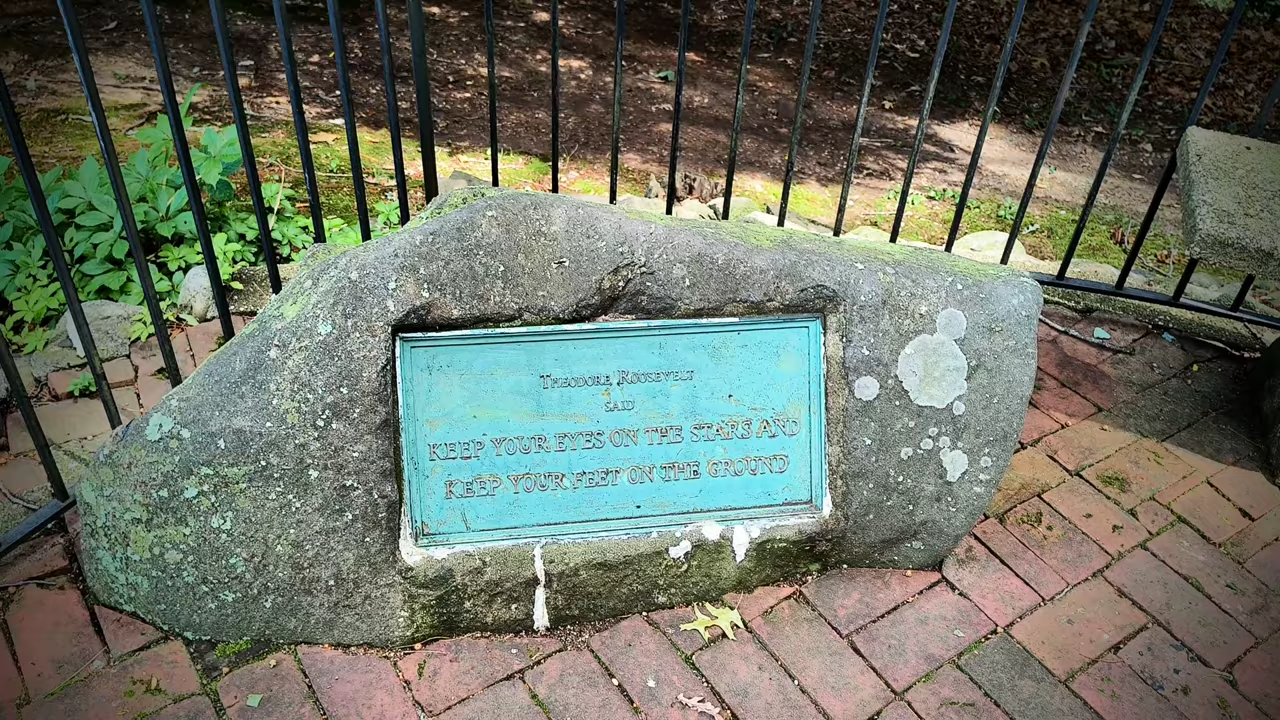 THEODORE ROOSEVELT
SAID
KEEP YOUR EYES ON THE STARS AND
KEEP YOUR FEET ON THE GROUND